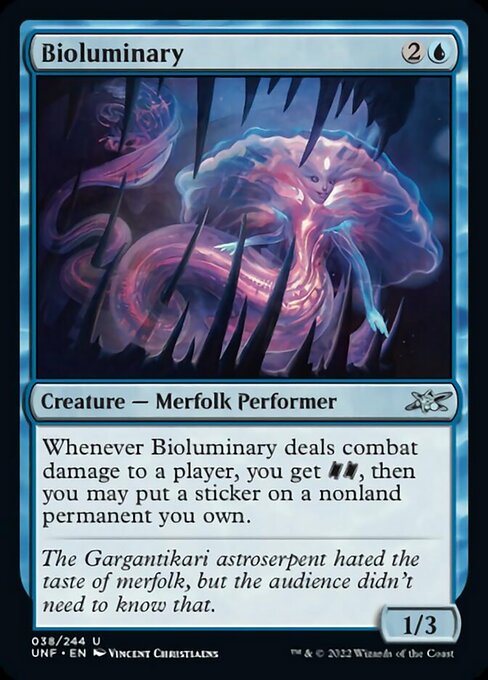 Bioluminary 2
Creature — Merfolk Performer
Whenever Bioluminary deals combat
damage to a player, you get , then
you may put a sticker on a nonland
permanent you own.
The Gargantikari astroserpent hated the
taste of merfolk, but the audience didn't
need to know that.
1/3
038/244 U
UNF • EN Vincent Christiaens
™ & © 2022 Wizards of the Coast